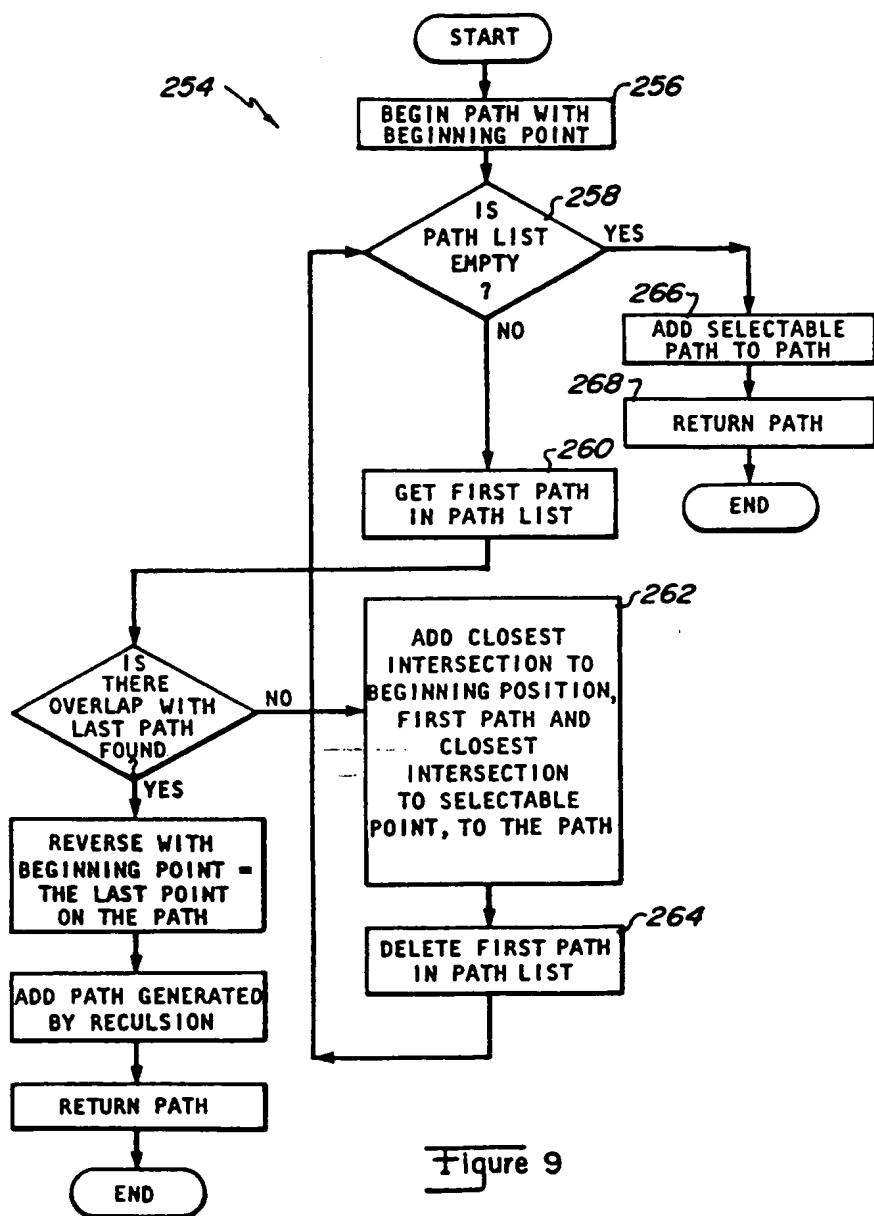 START
254
256
BEGIN PATH WITH
BEGINNING POINT
258
IS
PATH LIST
EMPTY
?
YES
NO
266
ADD SELECTABLE
PATH TO PATH
268
RETURN PATH
END
260
GET FIRST PATH
IN PATH LIST
IS
THERE
OVERLAP WITH
LAST PATH
FOUND
NO
YES
262
ADD CLOSEST
INTERSECTION TO
BEGINNING POSITION,
FIRST PATH AND
CLOSEST
INTERSECTION
TO SELECTABLE
POINT, TO THE PATH
264
DELETE FIRST PATH
IN PATH LIST
REVERSE WITH
BEGINNING POINT =
THE LAST POINT
ON THE PATH
ADD PATH GENERATED
BY RECULSION
RETURN PATH
END
Figure 9